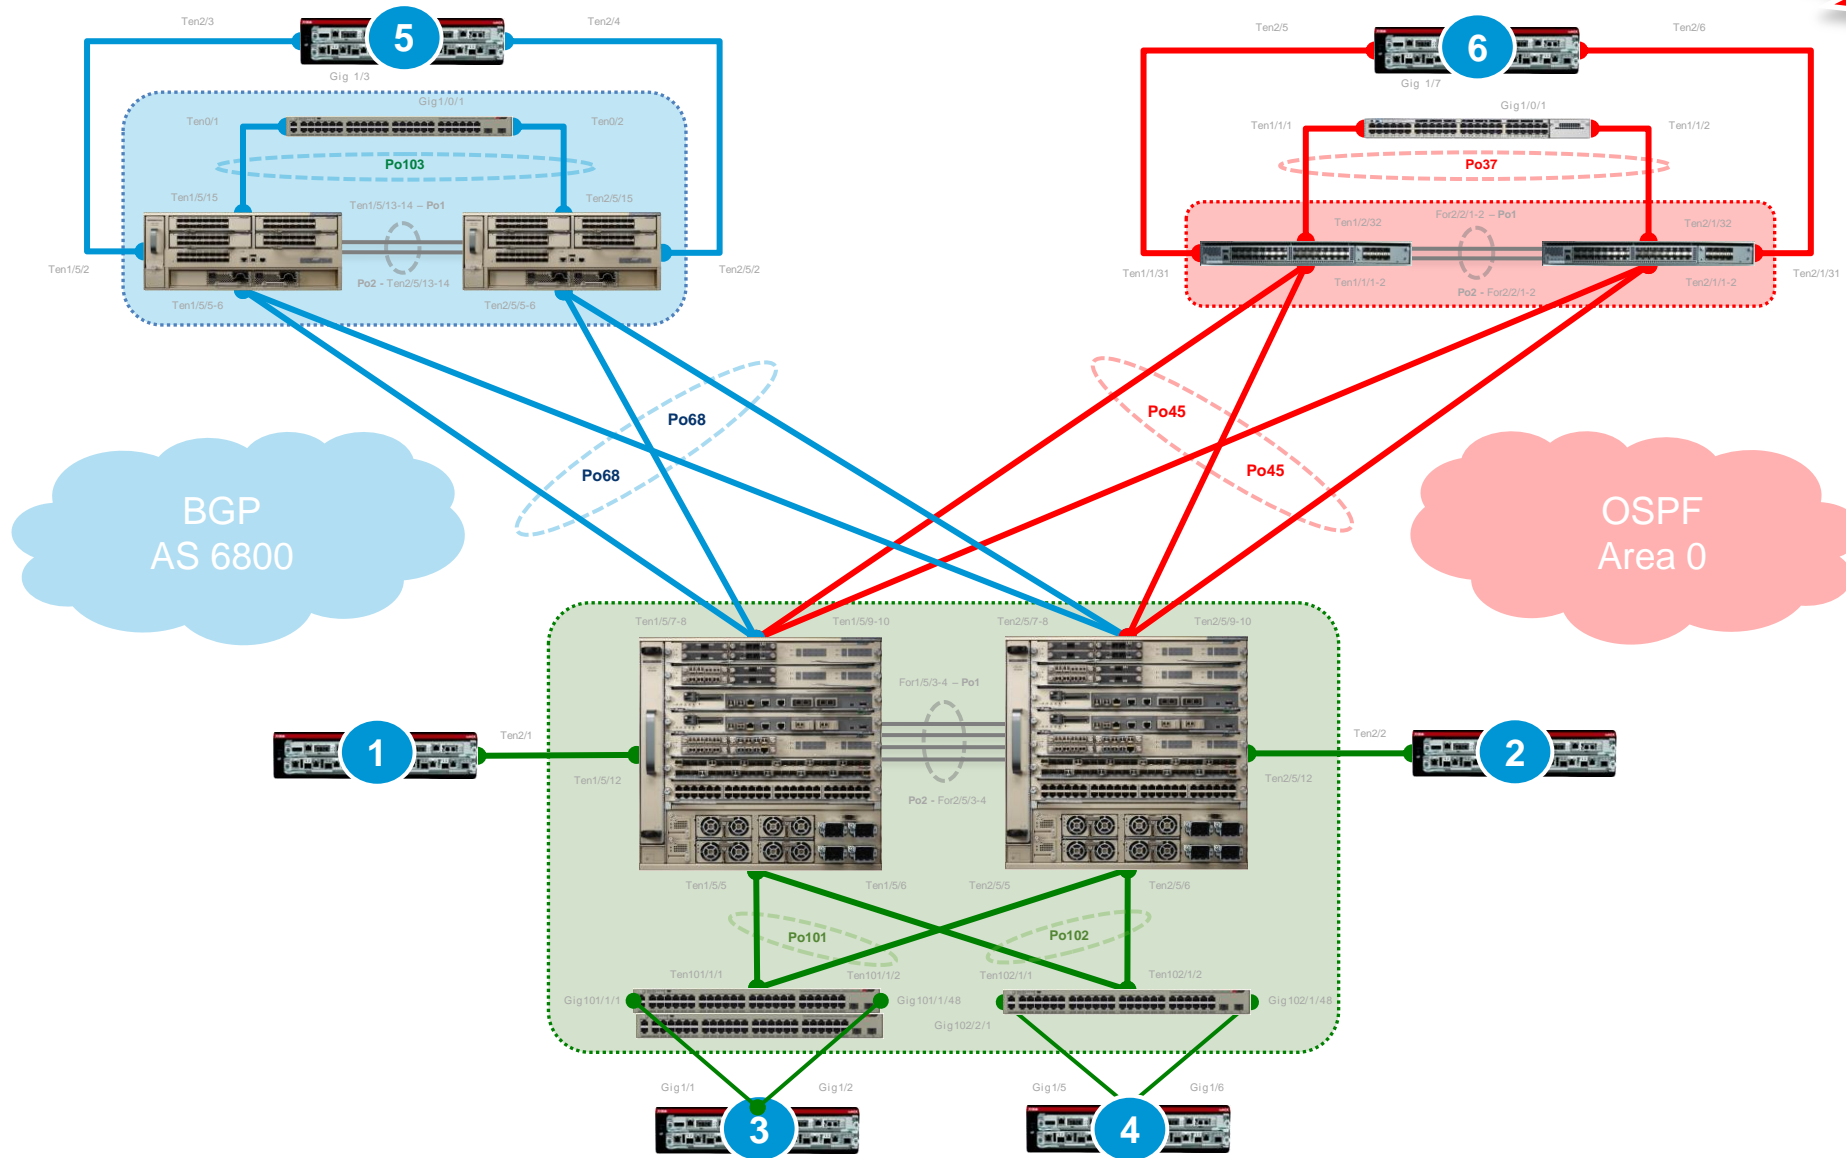 Ten2/3
Ten2/4
5
Gig 1/3
Gig1/0/1
Ten0/1
Ten0/2
Po103
Ten1/5/15
Ten1/5/13-14 – Po1
Ten2/5/15
Ten1/5/2
Po2 - Ten2/5/13-14
Ten2/5/2
Ten1/5/5-6
Ten2/5/5-6
Ten2/5
Ten2/6
6
Gig 1/7
Gig1/0/1
Ten1/1/1
Ten1/1/2
Po37
Ten1/2/32
For2/2/1-2 – Po1
Ten2/1/32
Ten1/1/31
Ten1/1/1-2
Po2 - For2/2/1-2
Ten2/1/1-2
Ten2/1/31
Po68
Po68
Po45
Po45
BGP
AS 6800
OSPF
Area 0
Ten1/5/7-8
Ten1/5/9-10
Ten2/5/7-8
Ten2/5/9-10
For1/5/3-4 – Po1
Po2 - For2/5/3-4
1
Ten2/1
Ten1/5/12
Ten2/2
2
Ten2/5/12
Ten1/5/5
Ten1/5/6
Ten2/5/5
Ten2/5/6
Po101
Po102
Ten101/1/1
Ten101/1/2
Ten102/1/1
Ten102/1/2
Gig101/1/1
Gig101/1/48
Gig102/1/48
Gig102/2/1
Gig1/1
Gig1/2
Gig1/5
Gig1/6
3
4